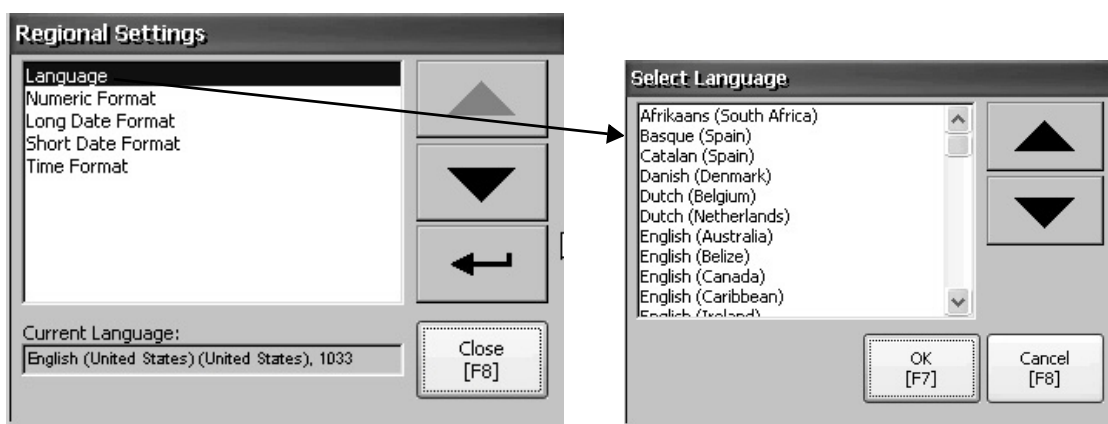 Regional Settings
Language
Numeric Format
Long Date Format
Short Date Format
Time Format
Current Language:
English (United States) (United States), 1033
Close
[F8]
Select Language
Afrikaans (South Africa)
Basque (Spain)
Catalan (Spain)
Danish (Denmark)
Dutch (Belgium)
Dutch (Netherlands)
English (Australia)
English (Belize)
English (Canada)
English (Caribbean)
English (Ireland)
OK
[F7]
Cancel
[F8]